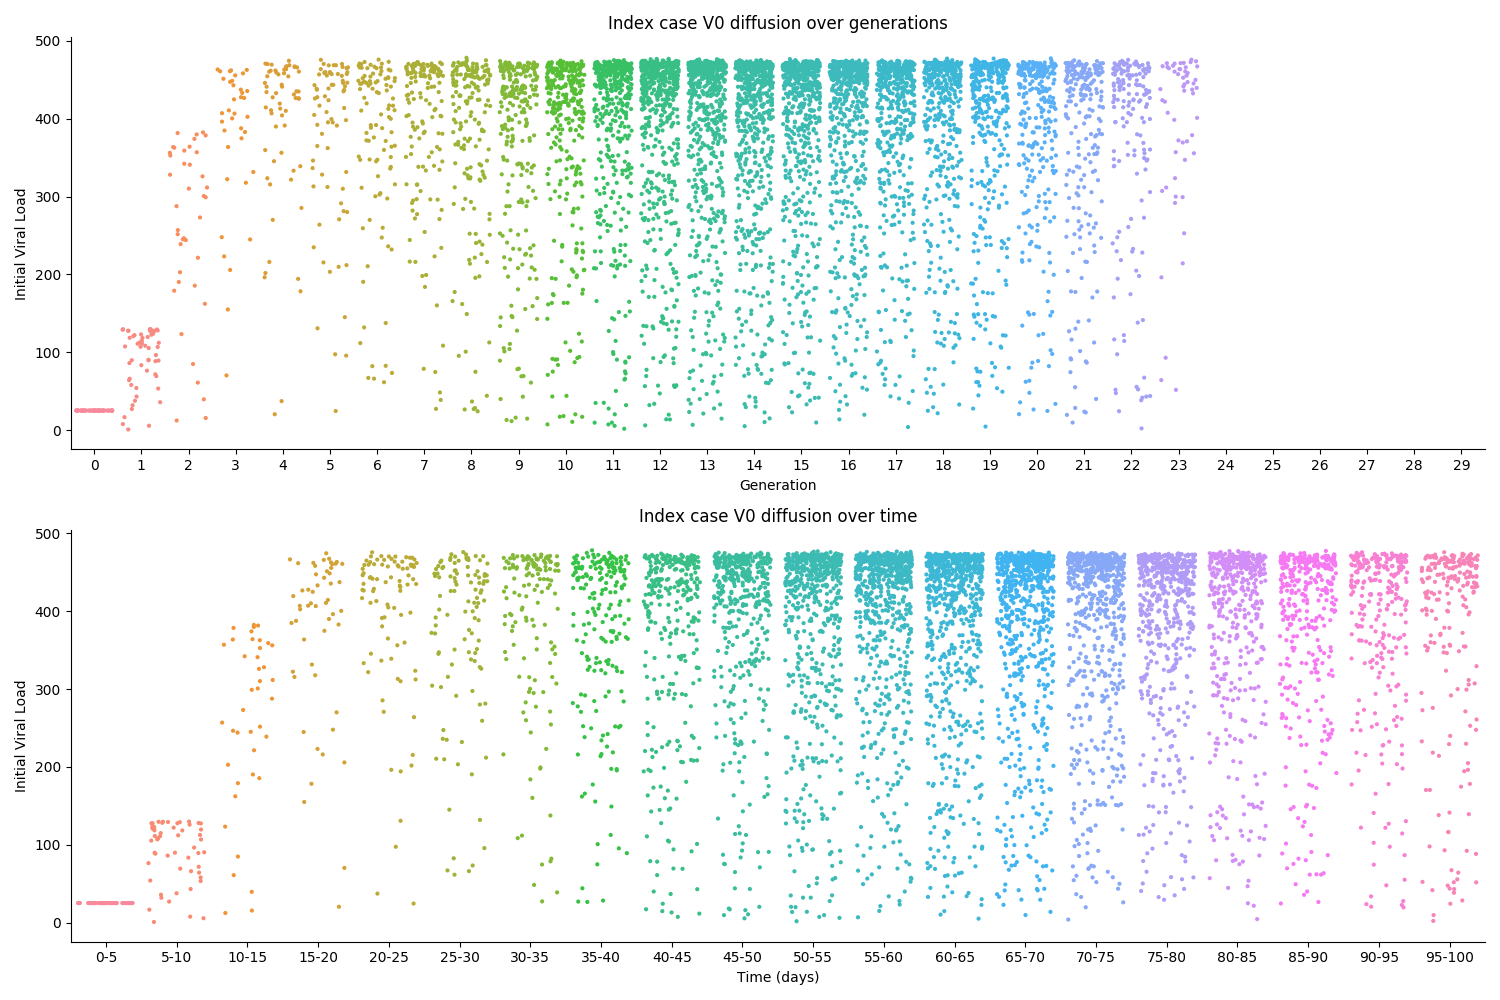 Index case V0 diffusion over generations
Initial Viral Load
500
400
300
200
100
0
0 1 2 3 4 5 6 7 8 9 10 11 12 13 14 15 16 17 18 19 20 21 22 23 24 25 26 27 28 29
Generation
Index case V0 diffusion over time
Initial Viral Load
500
400
300
200
100
0
0-5 5-10 10-15 15-20 20-25 25-30 30-35 35-40 40-45 45-50 50-55 55-60 60-65 65-70 70-75 75-80 80-85 85-90 90-95 95-100
Time (days)